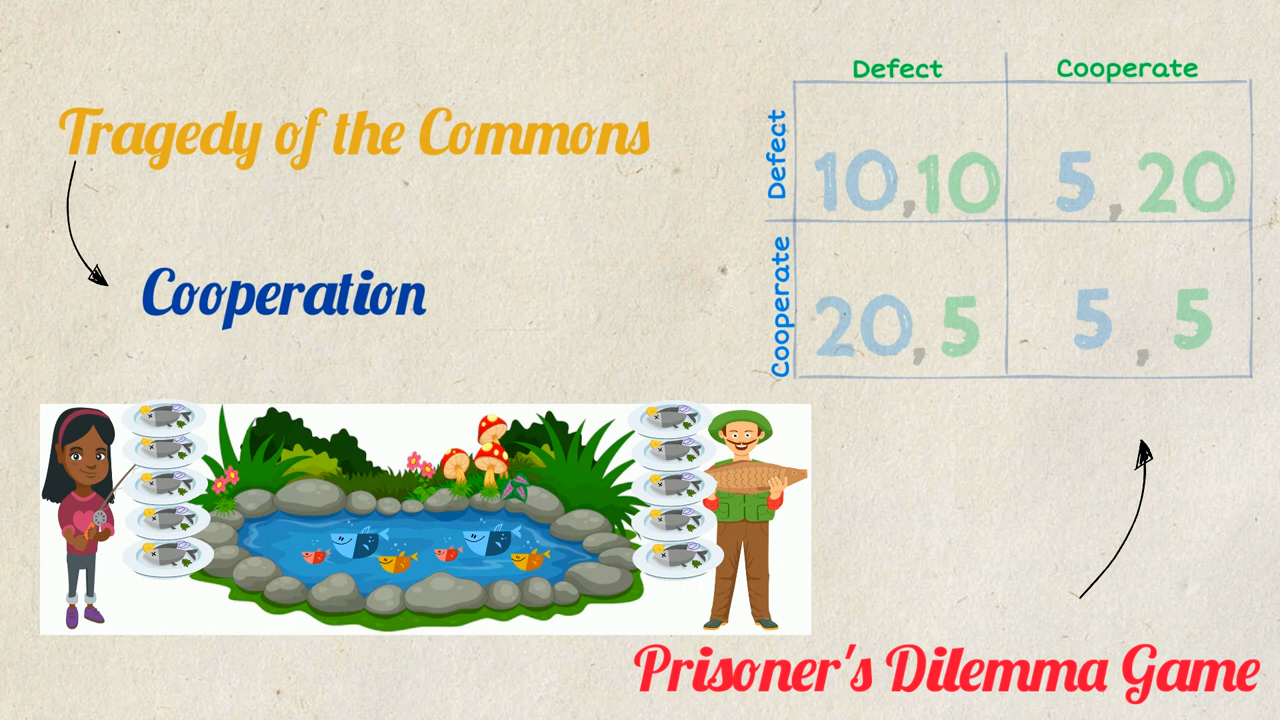 Tragedy of the Commons
Cooperation
Defect Cooperate
Defect 10,10 5,20
Cooperate 20,5 5,5
Prisoner's Dilemma Game